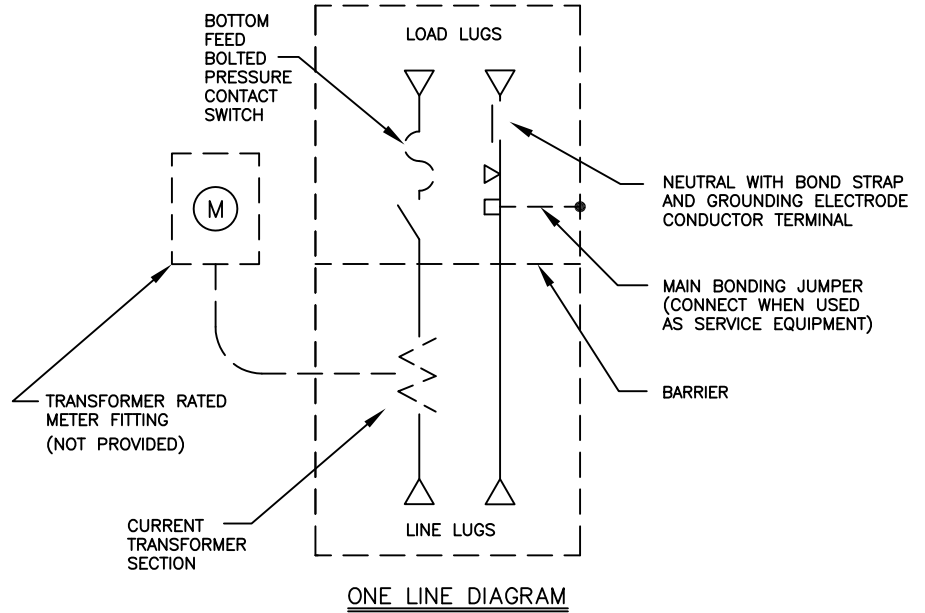 BOTTOM
FEED
BOLTED
PRESSURE
CONTACT
SWITCH
LOAD LUGS
M
NEUTRAL WITH BOND STRAP
AND GROUNDING ELECTRODE
CONDUCTOR TERMINAL
MAIN BONDING JUMPER
(CONNECT WHEN USED
AS SERVICE EQUIPMENT)
BARRIER
TRANSFORMER RATED
METER FITTING
(NOT PROVIDED)
CURRENT
TRANSFORMER
SECTION
LINE LUGS
ONE LINE DIAGRAM